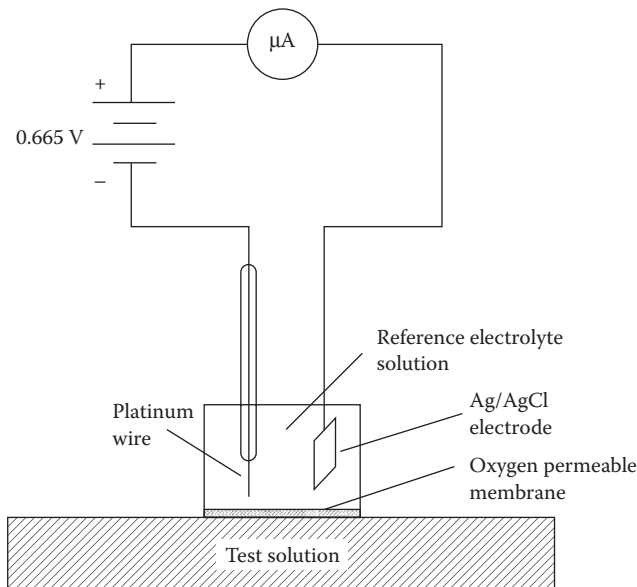 μA
+
0.665 V
−
Reference electrolyte
solution
Platinum
wire
Ag/AgCl
electrode
Oxygen permeable
membrane
Test solution